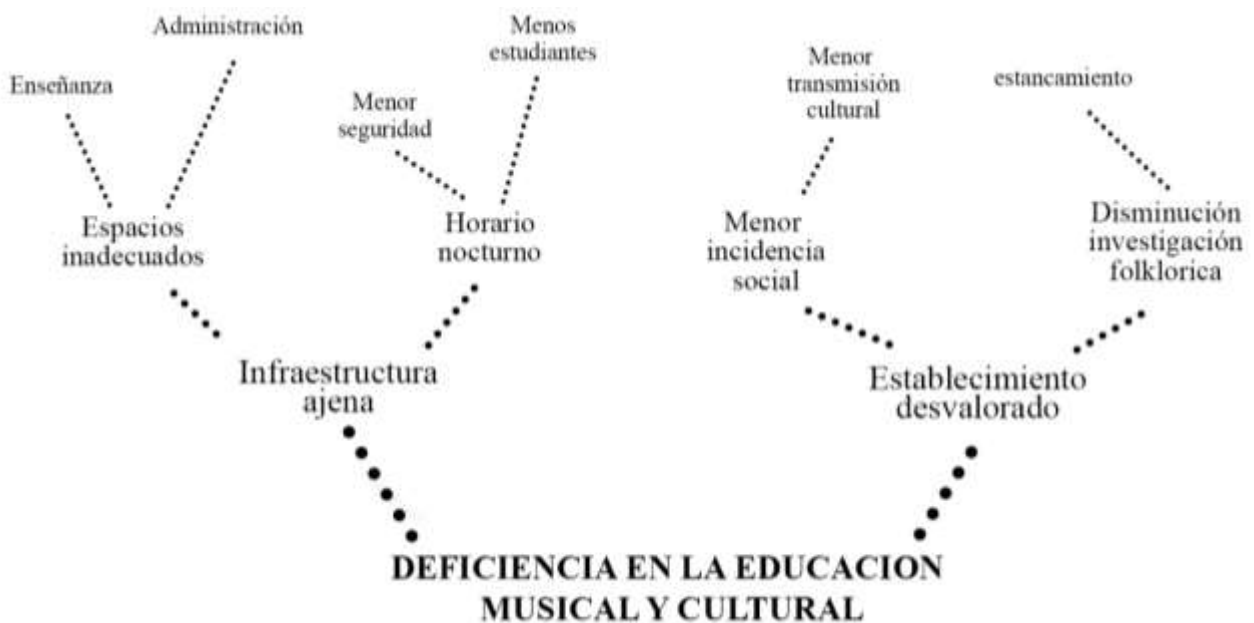 Administración
Menos
estudiantes
Enseñanza
Menor
seguridad
Menor
transmisión
cultural
estancamiento
Espacios
inadecuados
Horario
nocturno
Menor
incidencia
social
Disminución
investigación
folklorica
Infraestructura
ajena
Establecimiento
desvalorado
DEFICIENCIA EN LA EDUCACION
MUSICAL Y CULTURAL